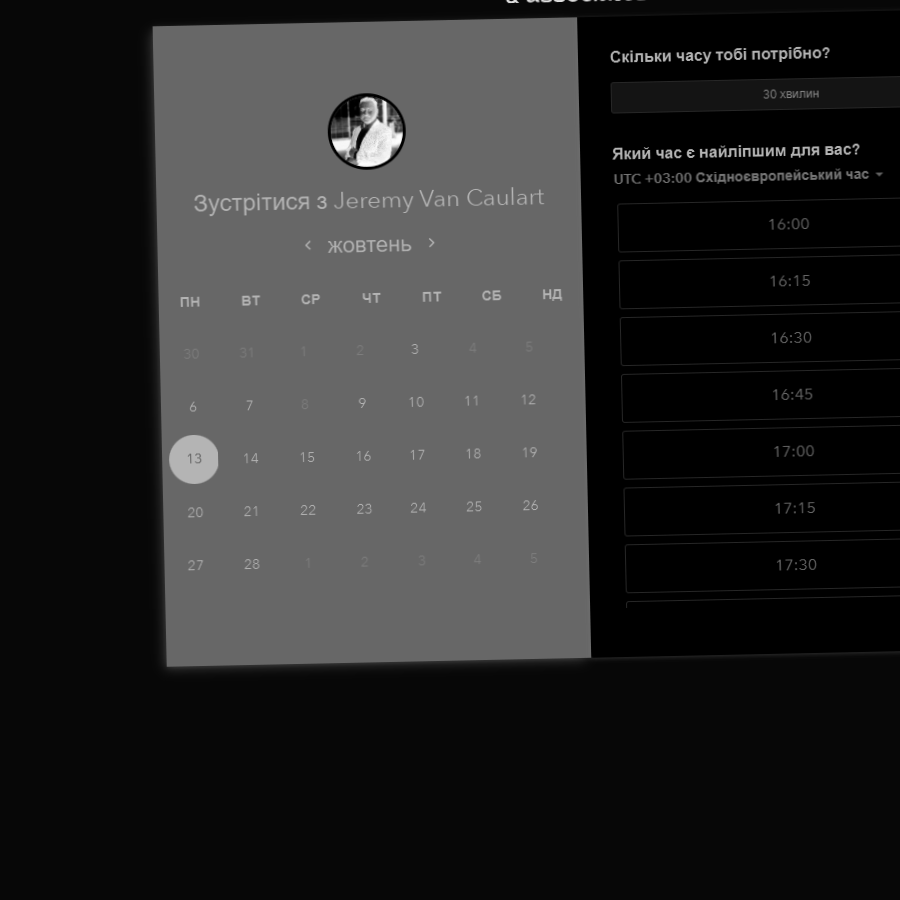 Зустрітися з Jeremy Van Caulart
жовтень
ПН ВТ СР ЧТ ПТ СБ НД
30 31 1 2 3 4 5
6 7 8 9 10 11 12
13 14 15 16 17 18 19
20 21 22 23 24 25 26
27 28 1 2 3 4 5
Скільки часу тобі потрібно?
30 хвилин
Який час є найліпшим для вас?
UTC +03:00 Східноєвропейський час
16:00
16:15
16:30
16:45
17:00
17:15
17:30